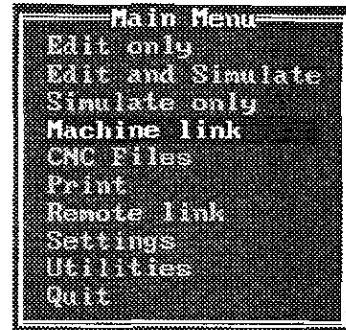 Main Menu
Edit only
Edit and Simulate
Simulate only
Machine link
CNC Files
Print
Remote link
Settings
Utilities
Quit